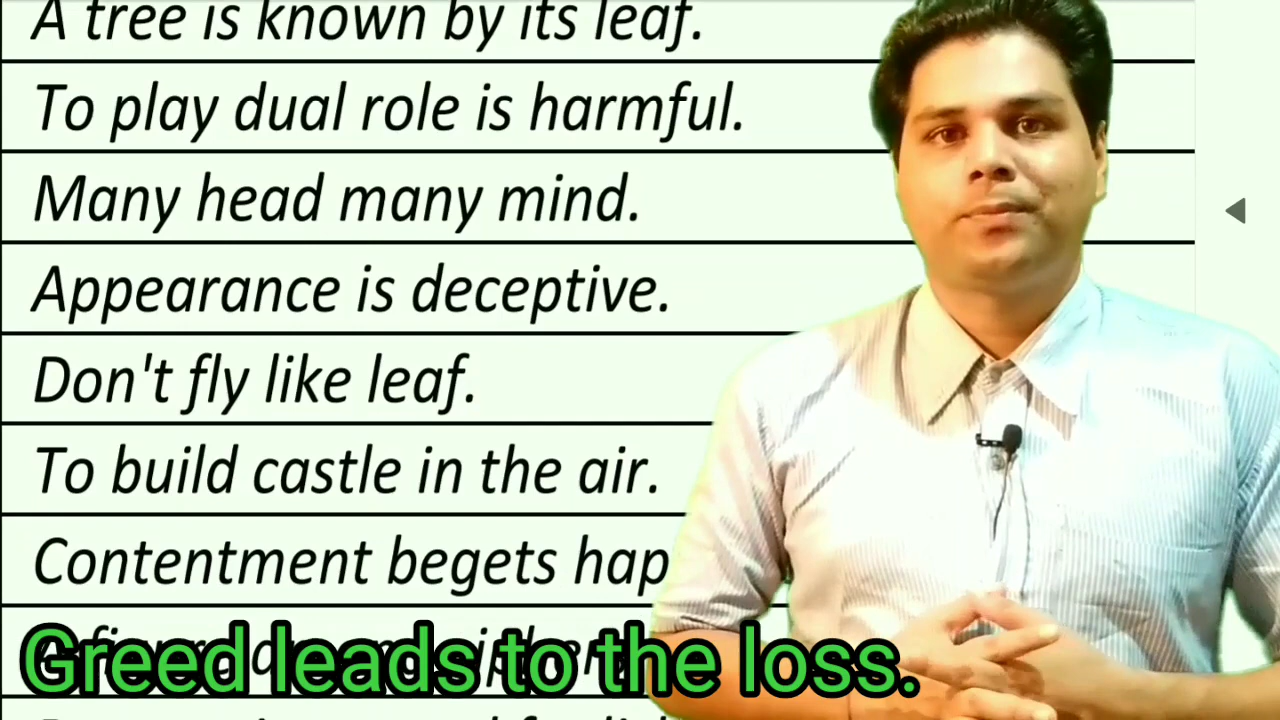 A tree is known by its leaf.
To play dual role is harmful.
Many head many mind.
Appearance is deceptive.
Don't fly like leaf.
To build castle in the air.
Contentment begets hap
Greed leads to the loss.